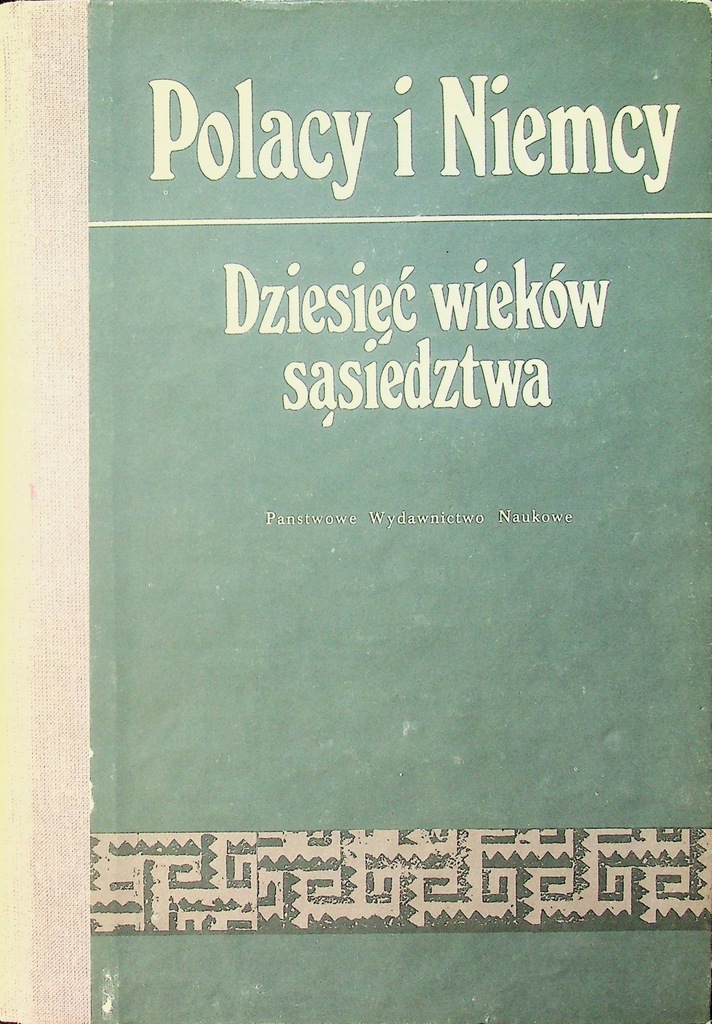 Polacy i Niemcy
Dziesięć wieków
sąsiedztwa
Panstwowe Wydawnictwo Naukowe